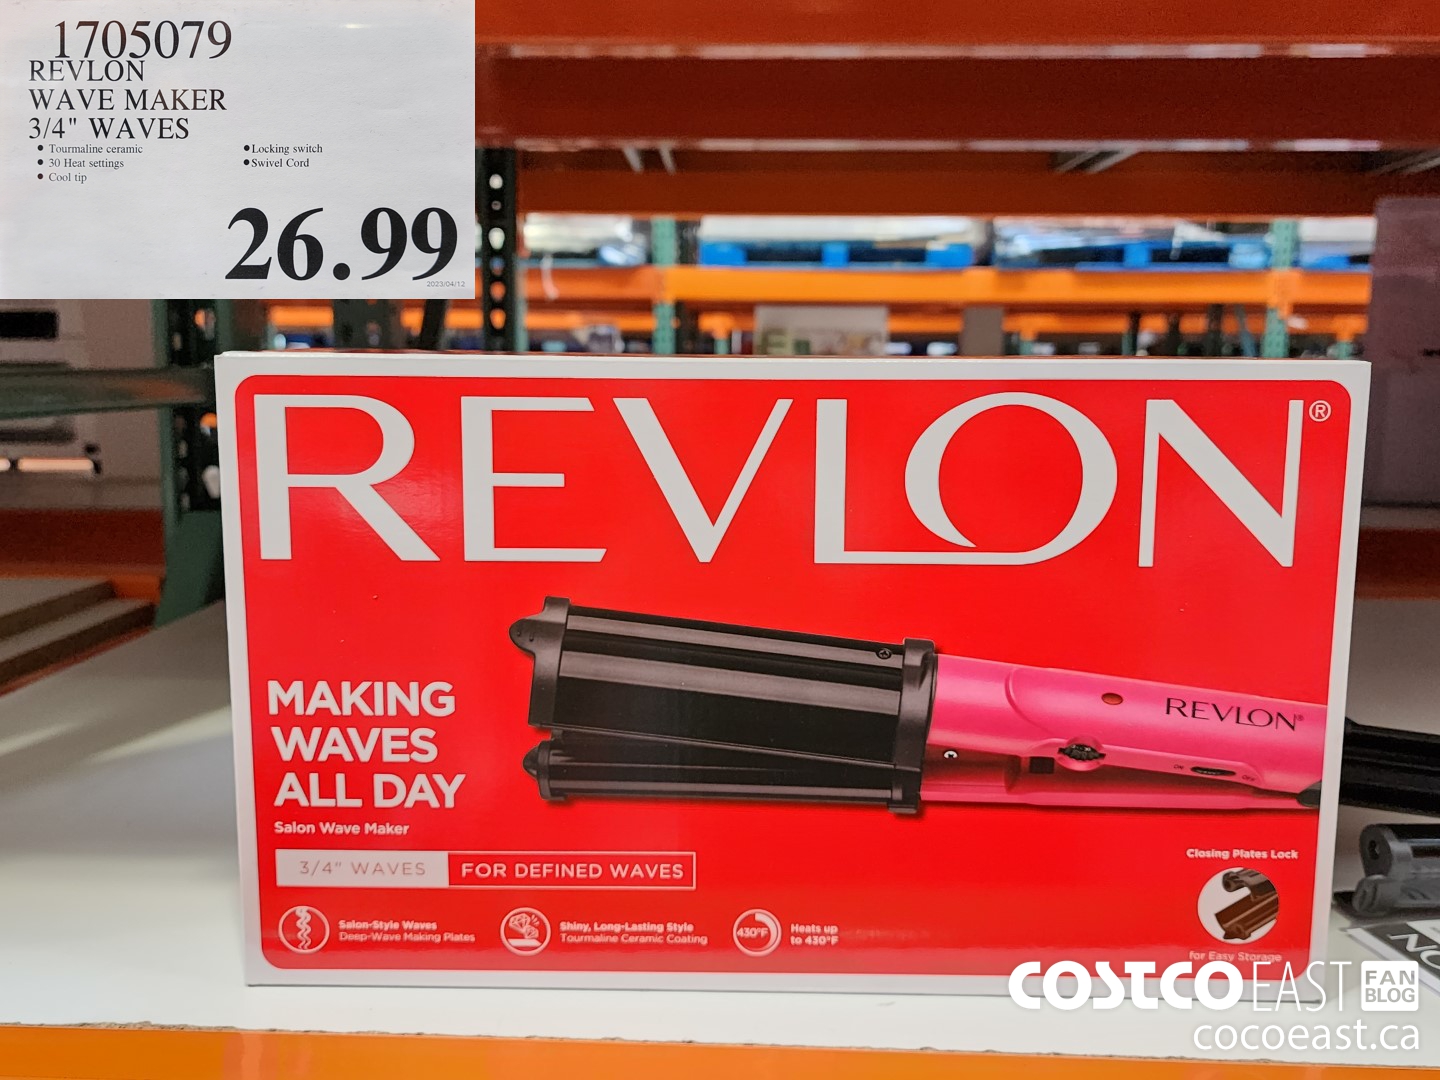 1705079
REVLON
WAVE MAKER
3/4" WAVES
• Tourmaline ceramic
• 30 Heat settings
• Cool tip
•Locking switch
•Swivel Cord
26.99
2023/04/12
REVLON®
MAKING
WAVES
ALL DAY
Salon Wave Maker
3/4" WAVES FOR DEFINED WAVES
Salon-Style Waves
Deep-Wave Making Plates
Shiny, Long-Lasting Style
Tourmaline Ceramic Coating
430°F
Heats up
to 430°F
REVLON®
ON OFF
Closing Plates Lock
for Easy Storage
NO
COSTCO EAST FAN BLOG
cocoeast.ca